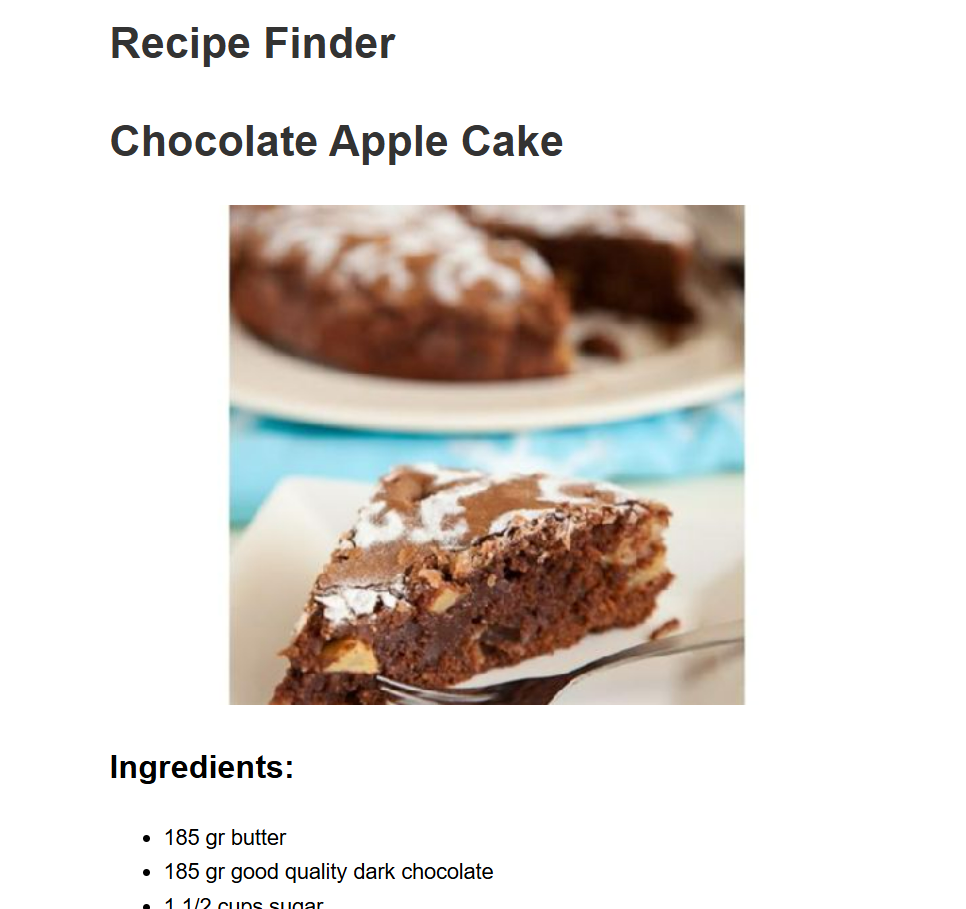 Recipe Finder
Chocolate Apple Cake
Ingredients:
185 gr butter
185 gr good quality dark chocolate
1 1/2 cups sugar